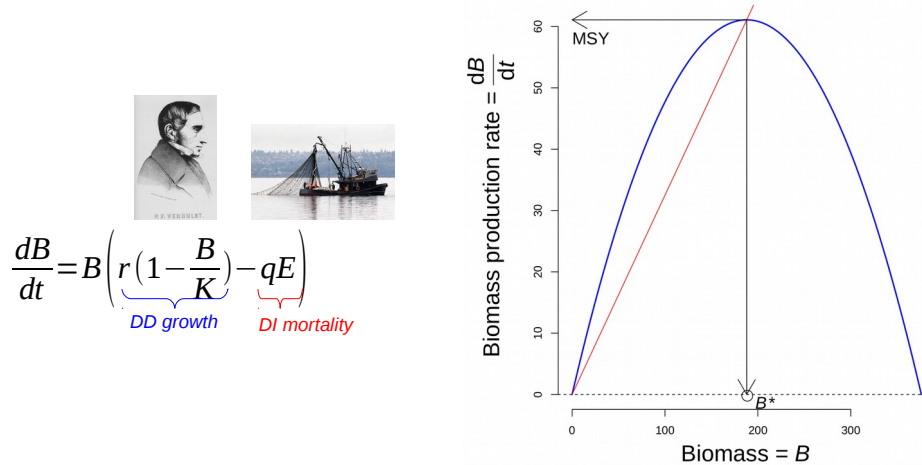 P. F. VERHULST.
dB/dt = B(r(1−B/K)−qE)
DD growth
DI mortality
Biomass production rate = dB/dt
60
50
40
30
20
10
0
MSY
B*
0
100
200
300
Biomass = B